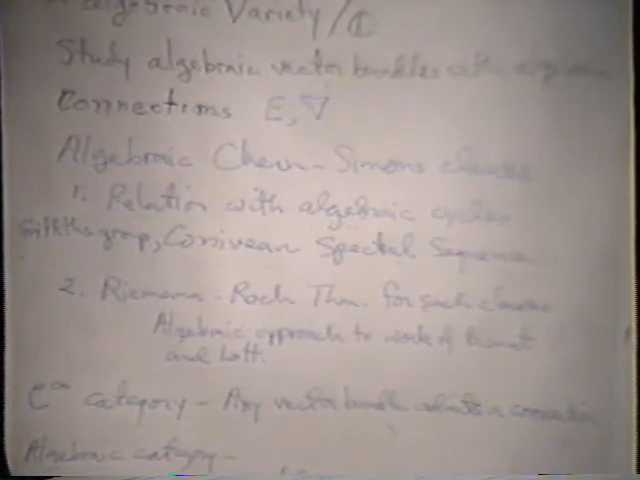 algebraic Variety/ℂ
Study algebraic vector bundles with
Connections E,∇
Algebraic Chern-Simons classes
1. Relation with algebraic cycles
Griffiths group, Coniveau Spectral Sequence
2. Riemann-Roch Thm. for such classes
Algebraic approach to work of Bismut
and Lott.
C^∞ category - Any vector bundle admits a connection
Algebraic category-